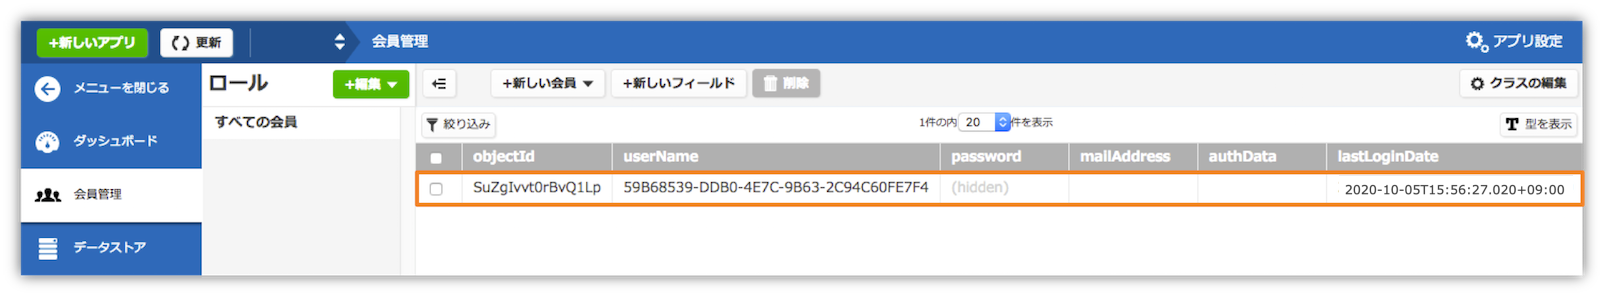 +新しいアプリ 更新 会員管理 アプリ設定
メニューを閉じる
ダッシュボード
会員管理
データストア
ロール +編集
すべての会員
+新しい会員 +新しいフィールド 削除 クラスの編集
絞り込み 1件の内 20 件を表示 T 型を表示
objectId userName password mailAddress authData lastLoginDate
SuZgIvvt0rBvQ1Lp 59B68539-DDB0-4E7C-9B63-2C94C60FE7F4 (hidden) 2020-10-05T15:56:27.020+09:00